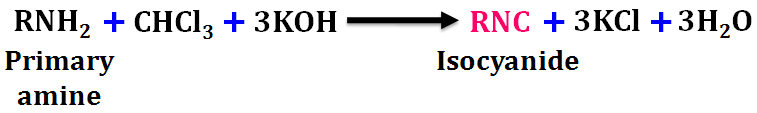 RNH₂ + CHCl₃ + 3KOH ⟶ RNC + 3KCl + 3H₂O
Primary Isocyanide
amine